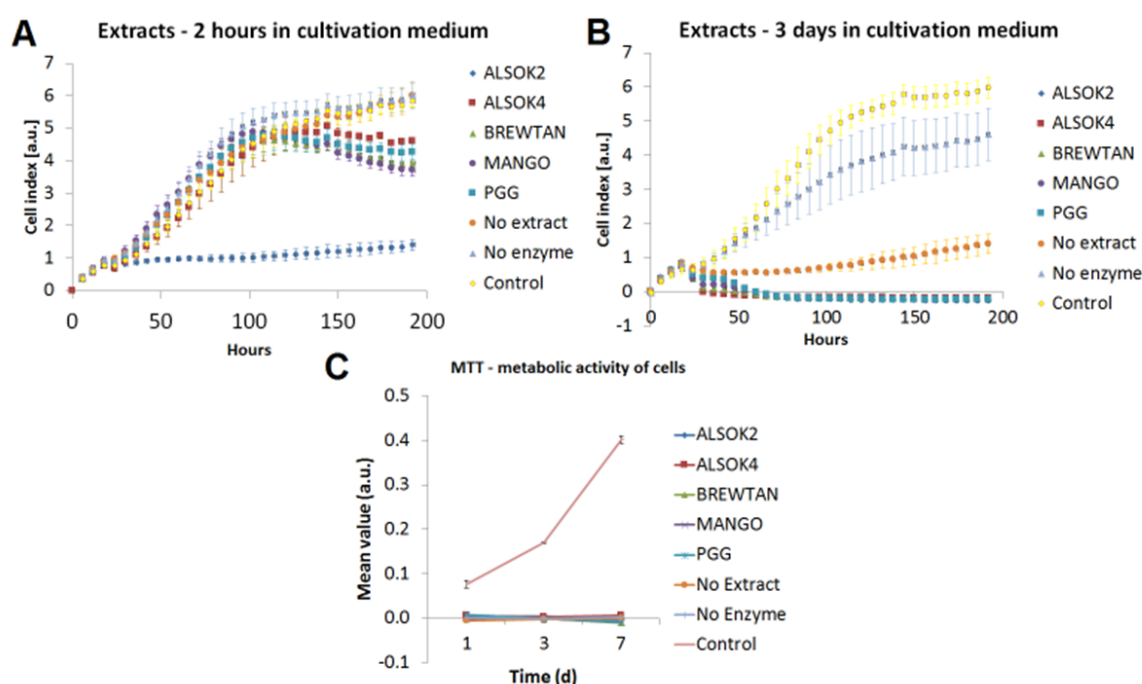 A
Extracts - 2 hours in cultivation medium
Cell index [a.u.]
7
6
5
4
3
2
1
0
0 50 100 150 200
Hours
ALSOK2
ALSOK4
BREWTAN
MANGO
PGG
No extract
No enzyme
Control
B
Extracts - 3 days in cultivation medium
Cell index [a.u.]
7
6
5
4
3
2
1
0
-1
0 50 100 150 200
Hours
ALSOK2
ALSOK4
BREWTAN
MANGO
PGG
No extract
No enzyme
Control
C
MTT - metabolic activity of cells
Mean value (a.u.)
0.5
0.4
0.3
0.2
0.1
0.0
-0.1
1 3 7
Time (d)
ALSOK2
ALSOK4
BREWTAN
MANGO
PGG
No Extract
No Enzyme
Control